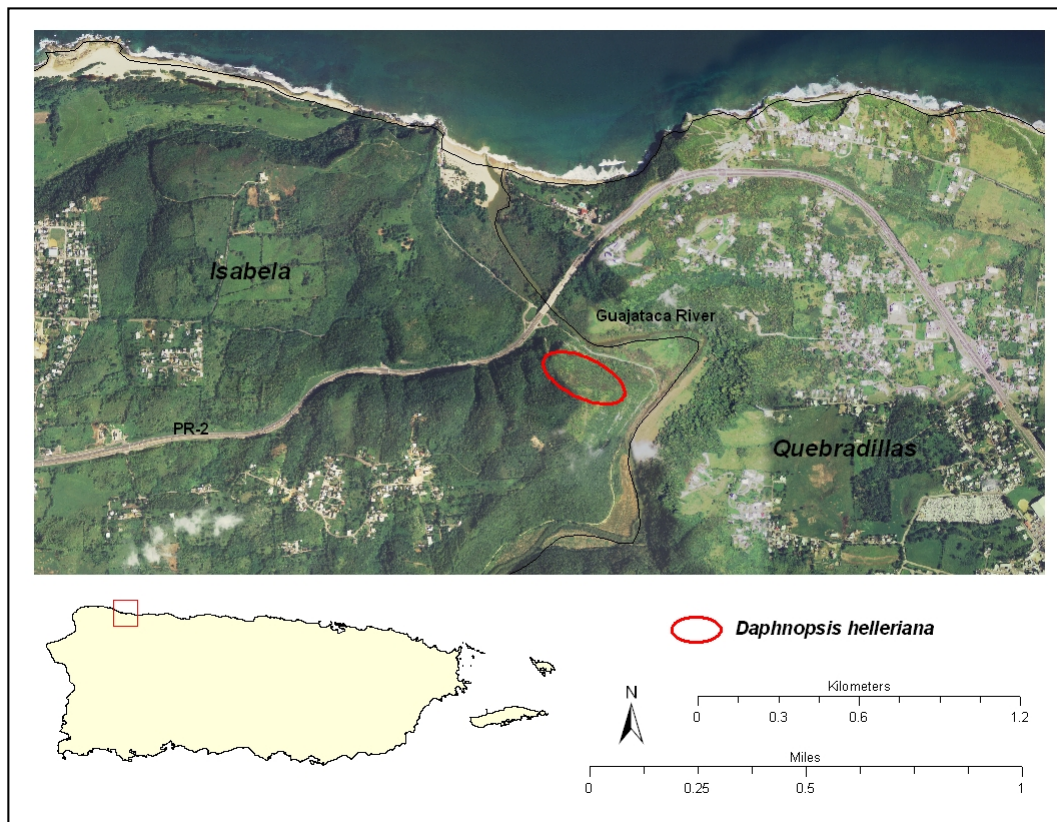 Isabela
Guajataca River
PR-2
Quebradillas
Daphnopsis helleriana
N
Kilometers
0 0.3 0.6 1.2
Miles
0 0.25 0.5 1